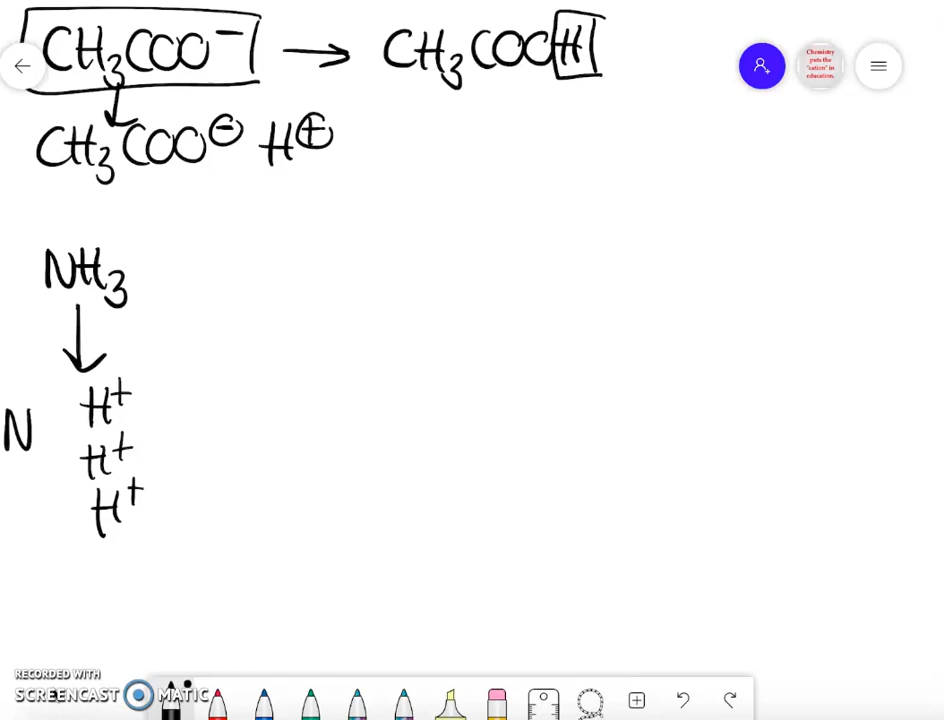 CH₃COO⁻ → CH₃COOH
CH₃COO⊖ H⊕
Chemistry
puts the
"cation" in
education.
NH₃
↓
H⁺
N
H⁺
H⁺
RECORDED WITH
SCREENCAST MATIC